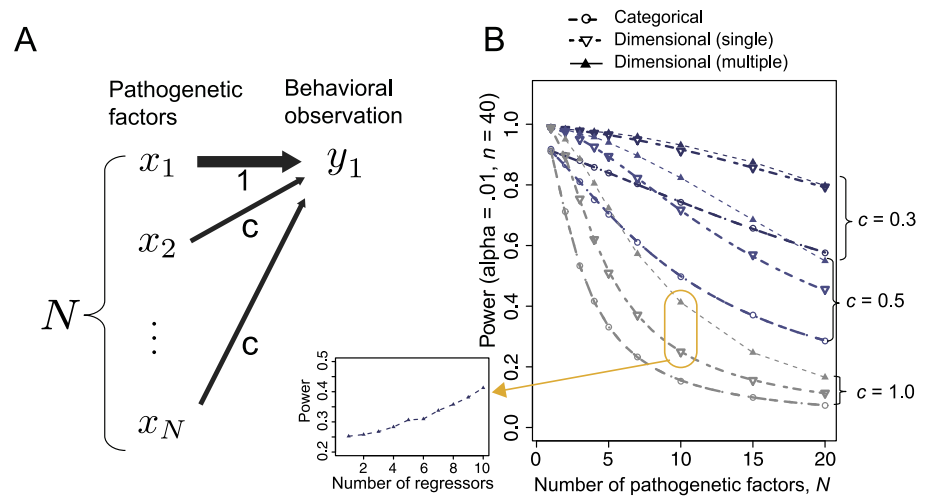 A
Pathogenetic
factors
Behavioral
observation
x1
1
y1
x2
c
N
⋮
c
xN
B
Categorical
Dimensional (single)
Dimensional (multiple)
Power (alpha = .01, n = 40)
1.0
0.8
0.6
0.4
0.2
0.0
0 5 10 15 20
Number of pathogenetic factors, N
c = 0.3
c = 0.5
c = 1.0
Power
0.5
0.4
0.3
0.2
2 4 6 8 10
Number of regressors